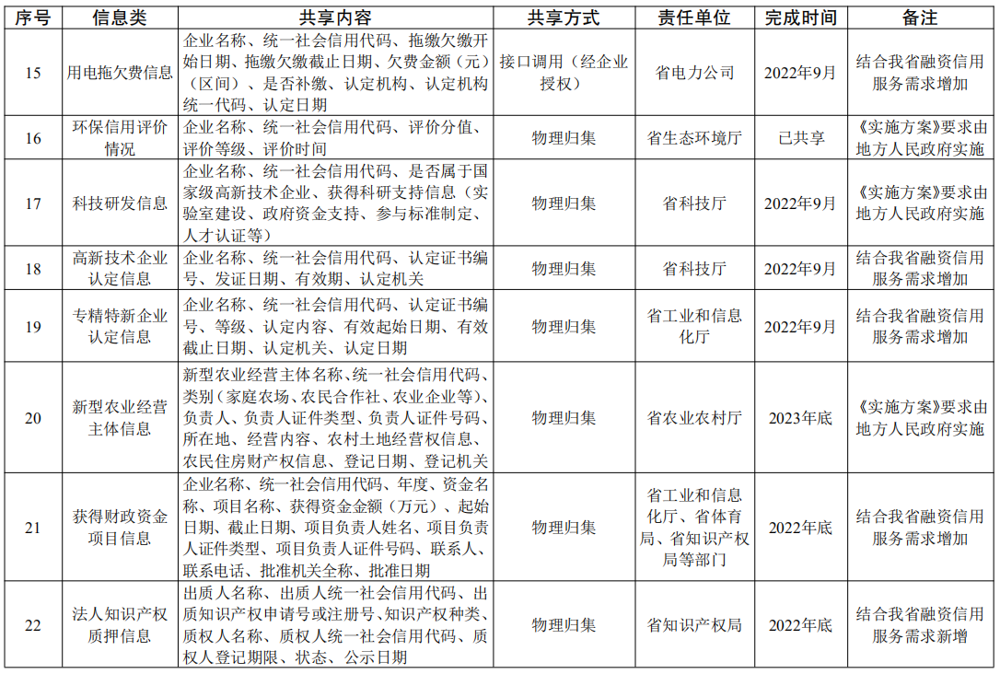 序号 信息类 共享内容 共享方式 责任单位 完成时间 备注
15
用电拖欠费信息
企业名称、统一社会信用代码、拖缴欠缴开
始日期、拖缴欠缴截止日期、欠费金额（元）
（区间）、是否补缴、认定机构、认定机构
统一代码、认定日期
接口调用（经企业
授权）
省电力公司
2022年9月
结合我省融资信用
服务需求增加
16
环保信用评价
情况
企业名称、统一社会信用代码、评价分值、
评价等级、评价时间
物理归集
省生态环境厅
已共享
《实施方案》要求由
地方人民政府实施
17
科技研发信息
企业名称、统一社会信用代码、是否属于国
家级高新技术企业、获得科研支持信息（实
验室建设、政府资金支持、参与标准制定、
人才认证等）
物理归集
省科技厅
2022年9月
《实施方案》要求由
地方人民政府实施
18
高新技术企业
认定信息
企业名称、统一社会信用代码、认定证书编
号、发证日期、有效期、认定机关
物理归集
省科技厅
2022年9月
结合我省融资信用
服务需求增加
19
专精特新企业
认定信息
企业名称、统一社会信用代码、认定证书编
号、等级、认定内容、有效起始日期、有效
截止日期、认定机关、认定日期
物理归集
省工业和信息
化厅
2022年9月
结合我省融资信用
服务需求增加
20
新型农业经营
主体信息
新型农业经营主体名称、统一社会信用代码、
类别（家庭农场、农民合作社、农业企业等）、
负责人、负责人证件类型、负责人证件号码、
所在地、经营内容、农村土地经营权信息、
农民住房财产权信息、登记日期、登记机关
物理归集
省农业农村厅
2023年底
《实施方案》要求由
地方人民政府实施
21
获得财政资金
项目信息
企业名称、统一社会信用代码、年度、资金名
称、项目名称、获得资金金额（万元）、起始
日期、截止日期、项目负责人姓名、项目负责
人证件类型、项目负责人证件号码、联系人、
联系电话、批准机关全称、批准日期
物理归集
省工业和信息
化厅、省体育
局、省知识产权
局等部门
2022年底
结合我省融资信用
服务需求增加
22
法人知识产权
质押信息
出质人名称、出质人统一社会信用代码、出
质知识产权申请号或注册号、知识产权种类、
质权人名称、质权人统一社会信用代码、质
权人登记期限、状态、公示日期
物理归集
省知识产权局
2022年底
结合我省融资信用
服务需求新增